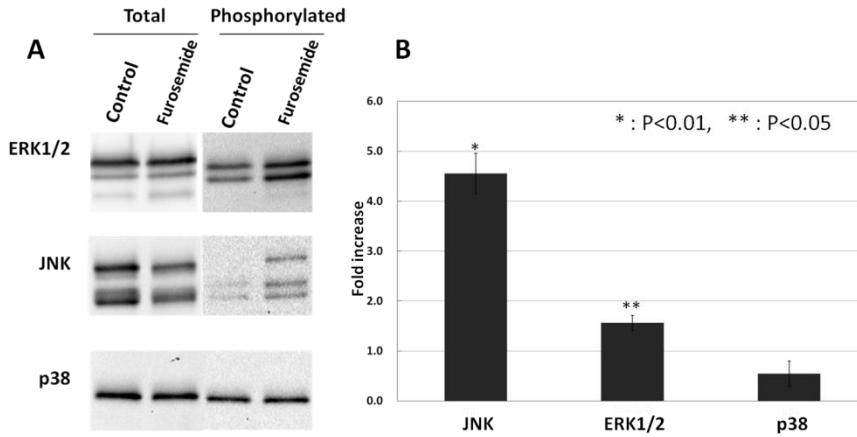 Total Phosphorylated
A
Control
Furosemide
Control
Furosemide
ERK1/2
JNK
p38
B
* : P<0.01, ** : P<0.05
Fold increase
6.0
5.0
4.0
3.0
2.0
1.0
0.0
*
**
JNK ERK1/2 p38